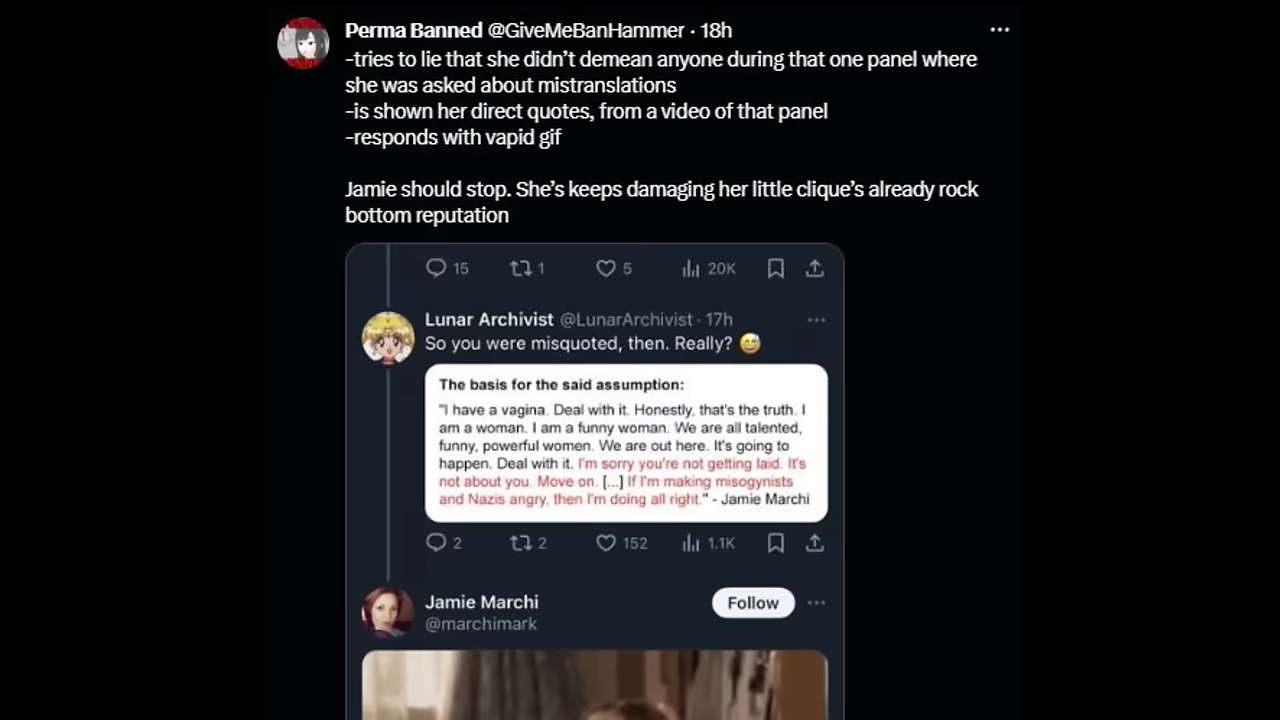 Perma Banned @GiveMeBanHammer · 18h
-tries to lie that she didn't demean anyone during that one panel where
she was asked about mistranslations
-is shown her direct quotes, from a video of that panel
-responds with vapid gif
Jamie should stop. She's keeps damaging her little clique's already rock
bottom reputation
15 1 5 20K
Lunar Archivist @LunarArchivist · 17h
So you were misquoted, then. Really? 😅
The basis for the said assumption:
"I have a vagina. Deal with it. Honestly, that's the truth. I
am a woman. I am a funny woman. We are all talented,
funny, powerful women. We are out here. It's going to
happen. Deal with it. I'm sorry you're not getting laid. It's
not about you. Move on. [...] If I'm making misogynists
and Nazis angry, then I'm doing all right." - Jamie Marchi
2 2 152 1.1K
Jamie Marchi
@marchimark
Follow